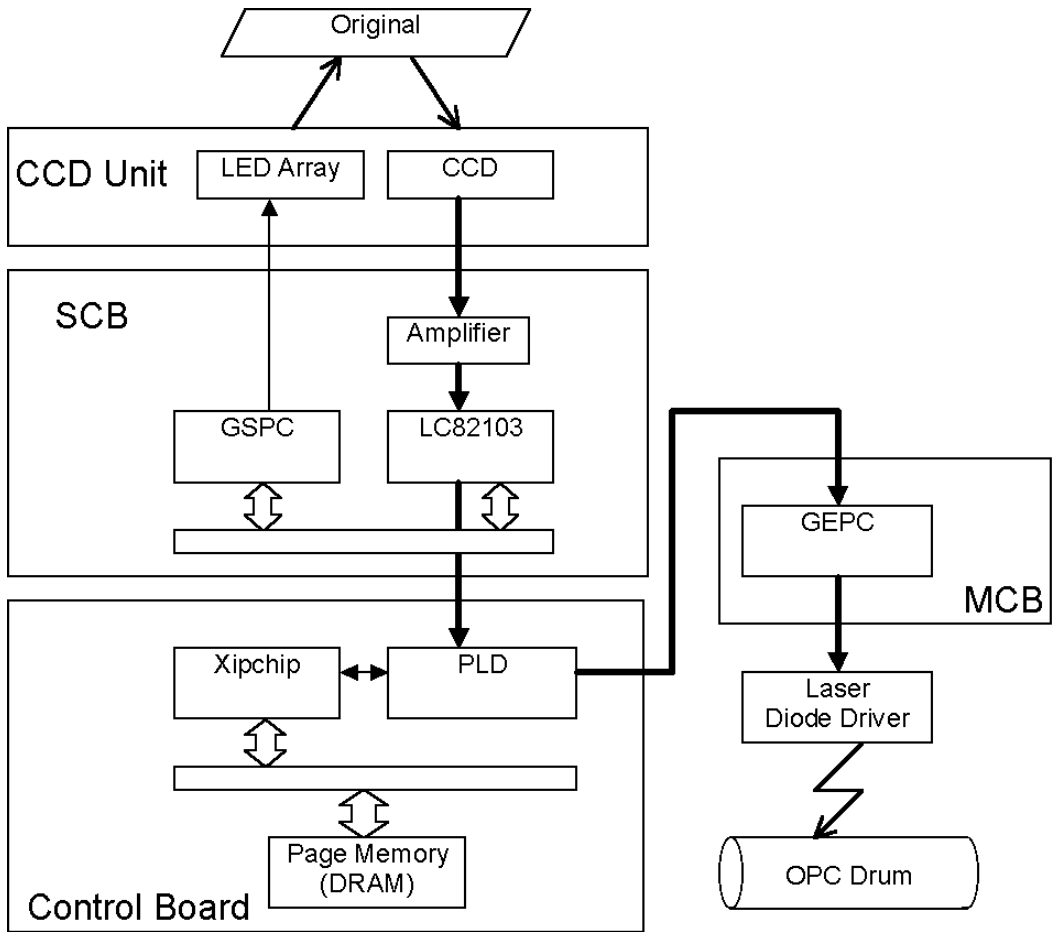 Original
CCD Unit
LED Array
CCD
SCB
Amplifier
GSPC
LC82103
GEPC
MCB
Xipchip
PLD
Laser
Diode Driver
Page Memory
(DRAM)
OPC Drum
Control Board